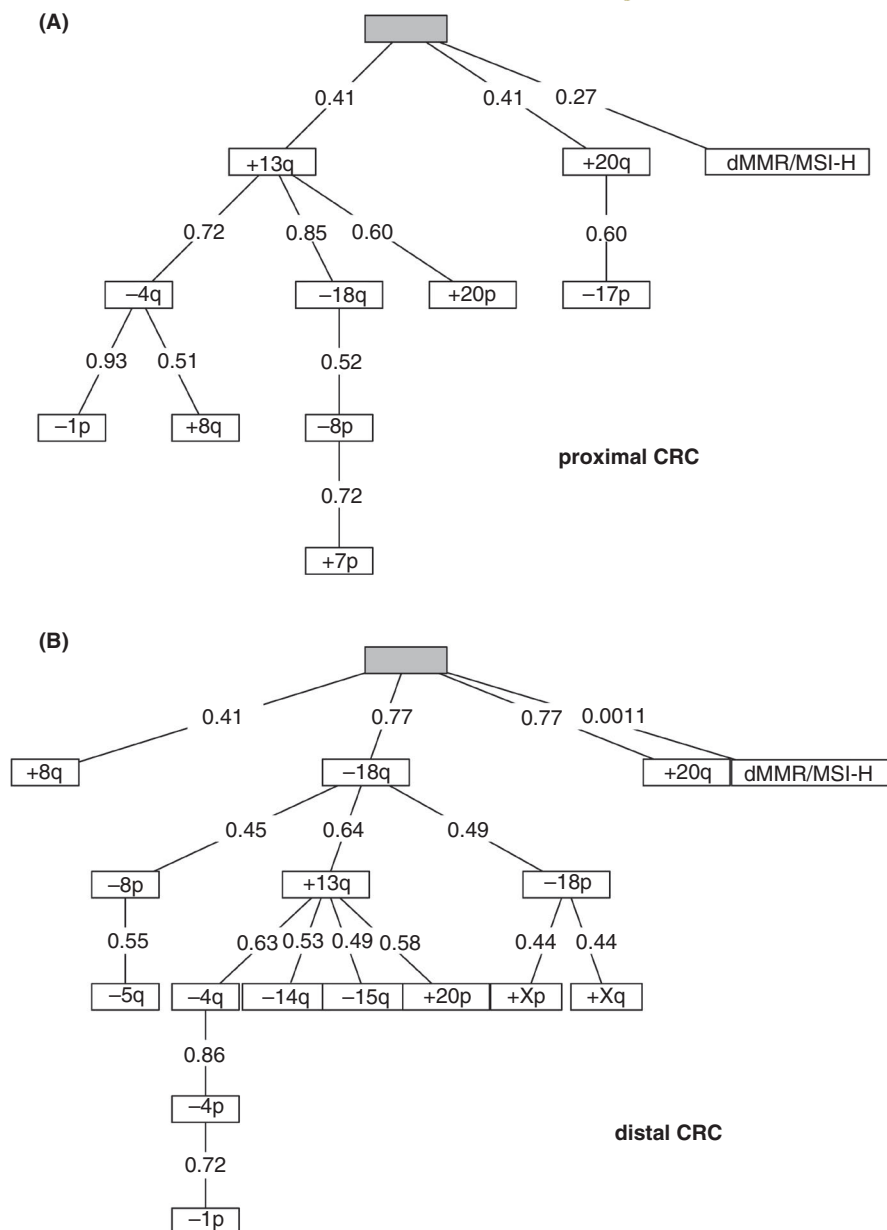 (A)
0.41 0.41 0.27
+13q +20q dMMR/MSI-H
0.72 0.85 0.60 0.60
−4q −18q +20p −17p
0.93 0.51 0.52
−1p +8q −8p
proximal CRC
0.72
+7p
(B)
0.41 0.77 0.77 0.0011
+8q −18q +20q dMMR/MSI-H
0.45 0.64 0.49
−8p +13q −18p
0.55 0.63 0.53 0.49 0.58 0.44 0.44
−5q −4q −14q −15q +20p +Xp +Xq
0.86
−4p
distal CRC
0.72
−1p